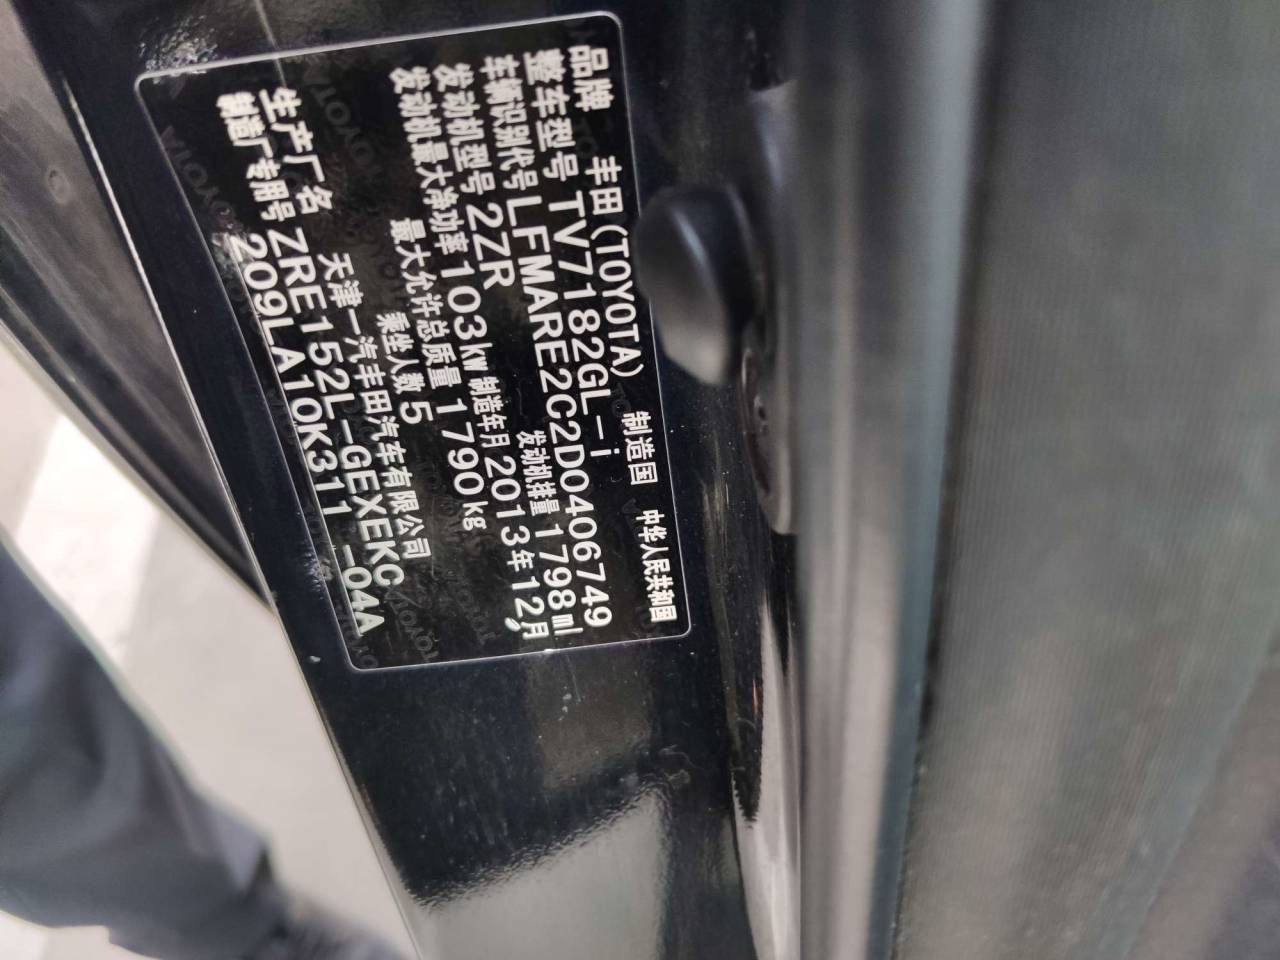 品牌 丰田(TOYOTA) 制造国 中华人民共和国
整车型号 TV7182GL-i
车辆识别代号 LFMARE2C2D0406749
发动机型号 2ZR 发动机排量 1798ml
发动机最大净功率 103kW 制造年月 2013年12月
最大允许总质量 1790kg
乘坐人数 5
生产厂名 天津一汽丰田汽车有限公司
制造厂专用号 ZRE152L-GEXEKC
209LA10K311-04A